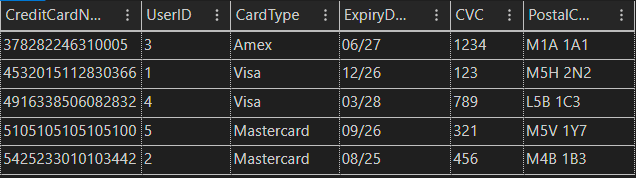 CreditCardN... UserID CardType ExpiryD... CVC PostalC...
378282246310005 3 Amex 06/27 1234 M1A 1A1
4532015112830366 1 Visa 12/26 123 M5H 2N2
4916338506082832 4 Visa 03/28 789 L5B 1C3
5105105105105100 5 Mastercard 09/26 321 M5V 1Y7
5425233010103442 2 Mastercard 08/25 456 M4B 1B3